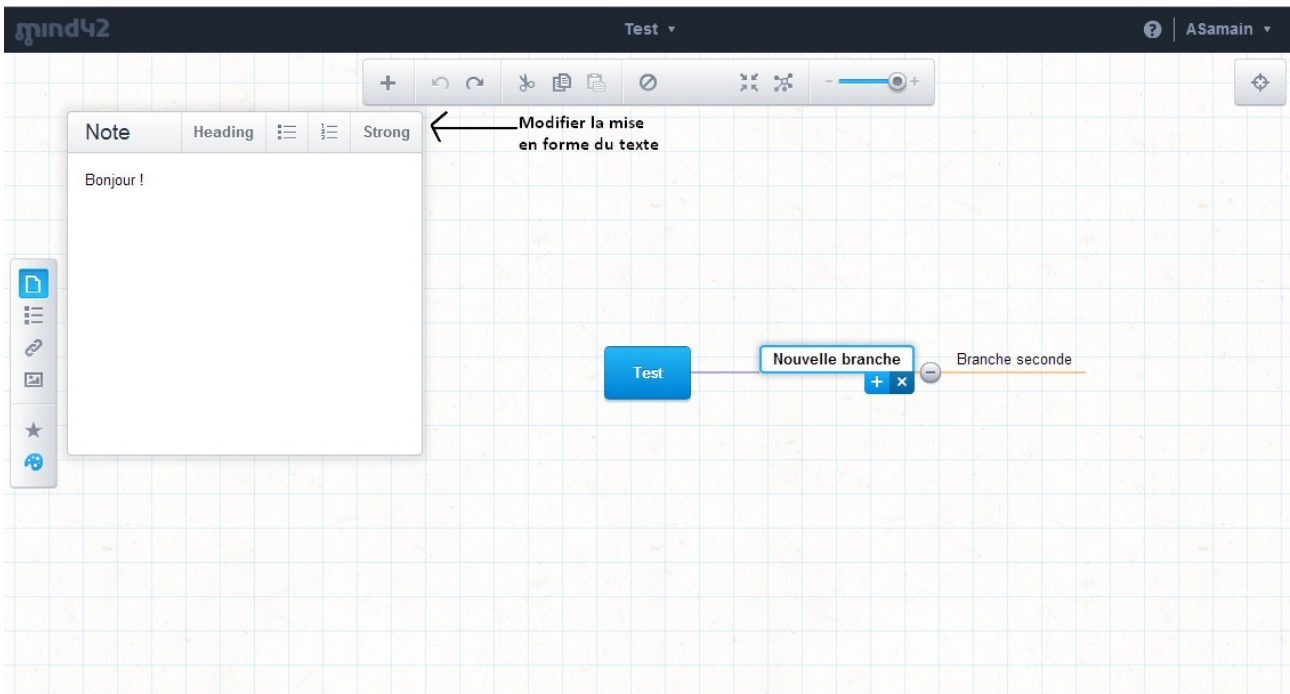 mind42
Test
ASamain
Note
Heading
Strong
Modifier la mise
en forme du texte
Bonjour !
Test
Nouvelle branche
Branche seconde